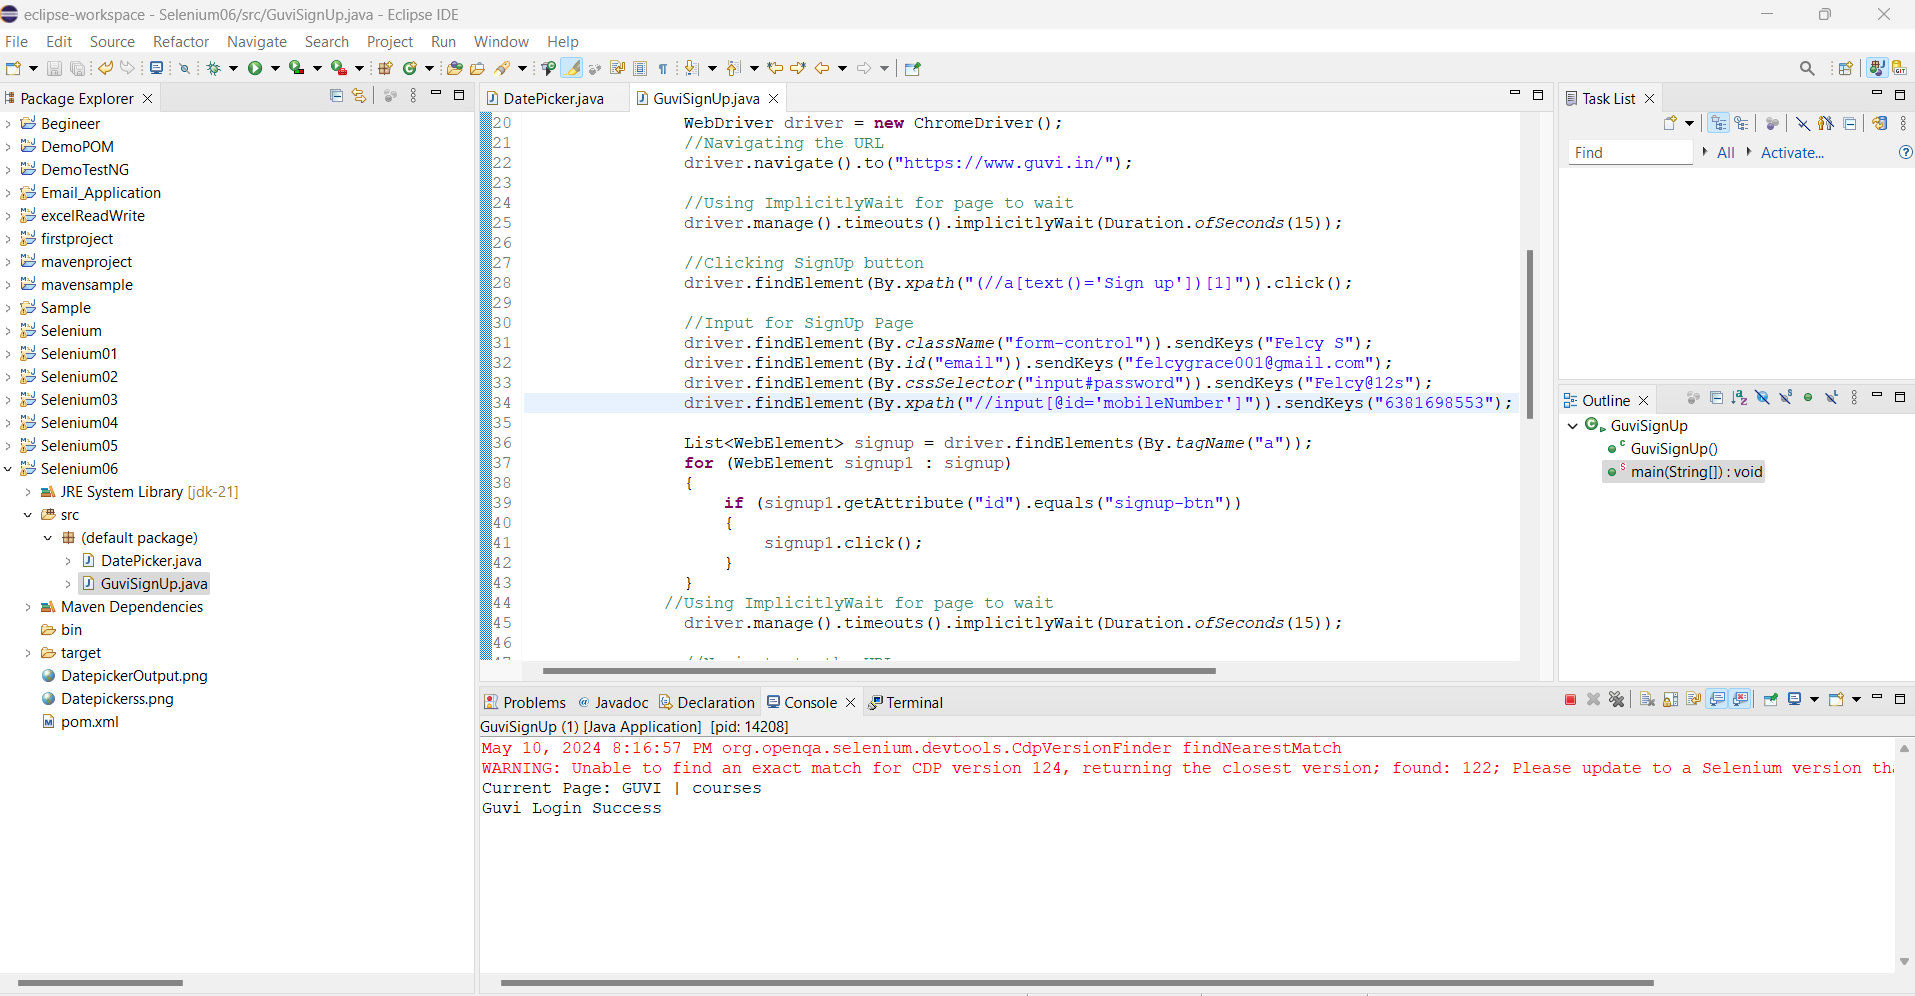 eclipse-workspace - Selenium06/src/GuviSignUp.java - Eclipse IDE
File Edit Source Refactor Navigate Search Project Run Window Help
Package Explorer
Begineer
DemoPOM
DemoTestNG
Email_Application
excelReadWrite
firstproject
mavenproject
mavensample
Sample
Selenium
Selenium01
Selenium02
Selenium03
Selenium04
Selenium05
Selenium06
JRE System Library [jdk-21]
src
(default package)
DatePicker.java
GuviSignUp.java
Maven Dependencies
bin
target
DatepickerOutput.png
Datepickerss.png
pom.xml
DatePicker.java GuviSignUp.java
20 WebDriver driver = new ChromeDriver();
21 //Navigating the URL
22 driver.navigate().to("https://www.guvi.in/");
23
24 //Using ImplicitlyWait for page to wait
25 driver.manage().timeouts().implicitlyWait(Duration.ofSeconds(15));
26
27 //Clicking SignUp button
28 driver.findElement(By.xpath("(//a[text()='Sign up'])[1]")).click();
29
30 //Input for SignUp Page
31 driver.findElement(By.className("form-control")).sendKeys("Felcy S");
32 driver.findElement(By.id("email")).sendKeys("felcygrace001@gmail.com");
33 driver.findElement(By.cssSelector("input#password")).sendKeys("Felcy@12s");
34 driver.findElement(By.xpath("//input[@id='mobileNumber']")).sendKeys("6381698553");
35
36 List<WebElement> signup = driver.findElements(By.tagName("a"));
37 for (WebElement signup1 : signup)
38 {
39 if (signup1.getAttribute("id").equals("signup-btn"))
40 {
41 signup1.click();
42 }
43 }
44 //Using ImplicitlyWait for page to wait
45 driver.manage().timeouts().implicitlyWait(Duration.ofSeconds(15));
46
Task List
Find All Activate...
Outline
GuviSignUp
GuviSignUp()
main(String[]) : void
Problems Javadoc Declaration Console Terminal
GuviSignUp (1) [Java Application] [pid: 14208]
May 10, 2024 8:16:57 PM org.openqa.selenium.devtools.CdpVersionFinder findNearestMatch
WARNING: Unable to find an exact match for CDP version 124, returning the closest version; found: 122; Please update to a Selenium version th
Current Page: GUVI | courses
Guvi Login Success